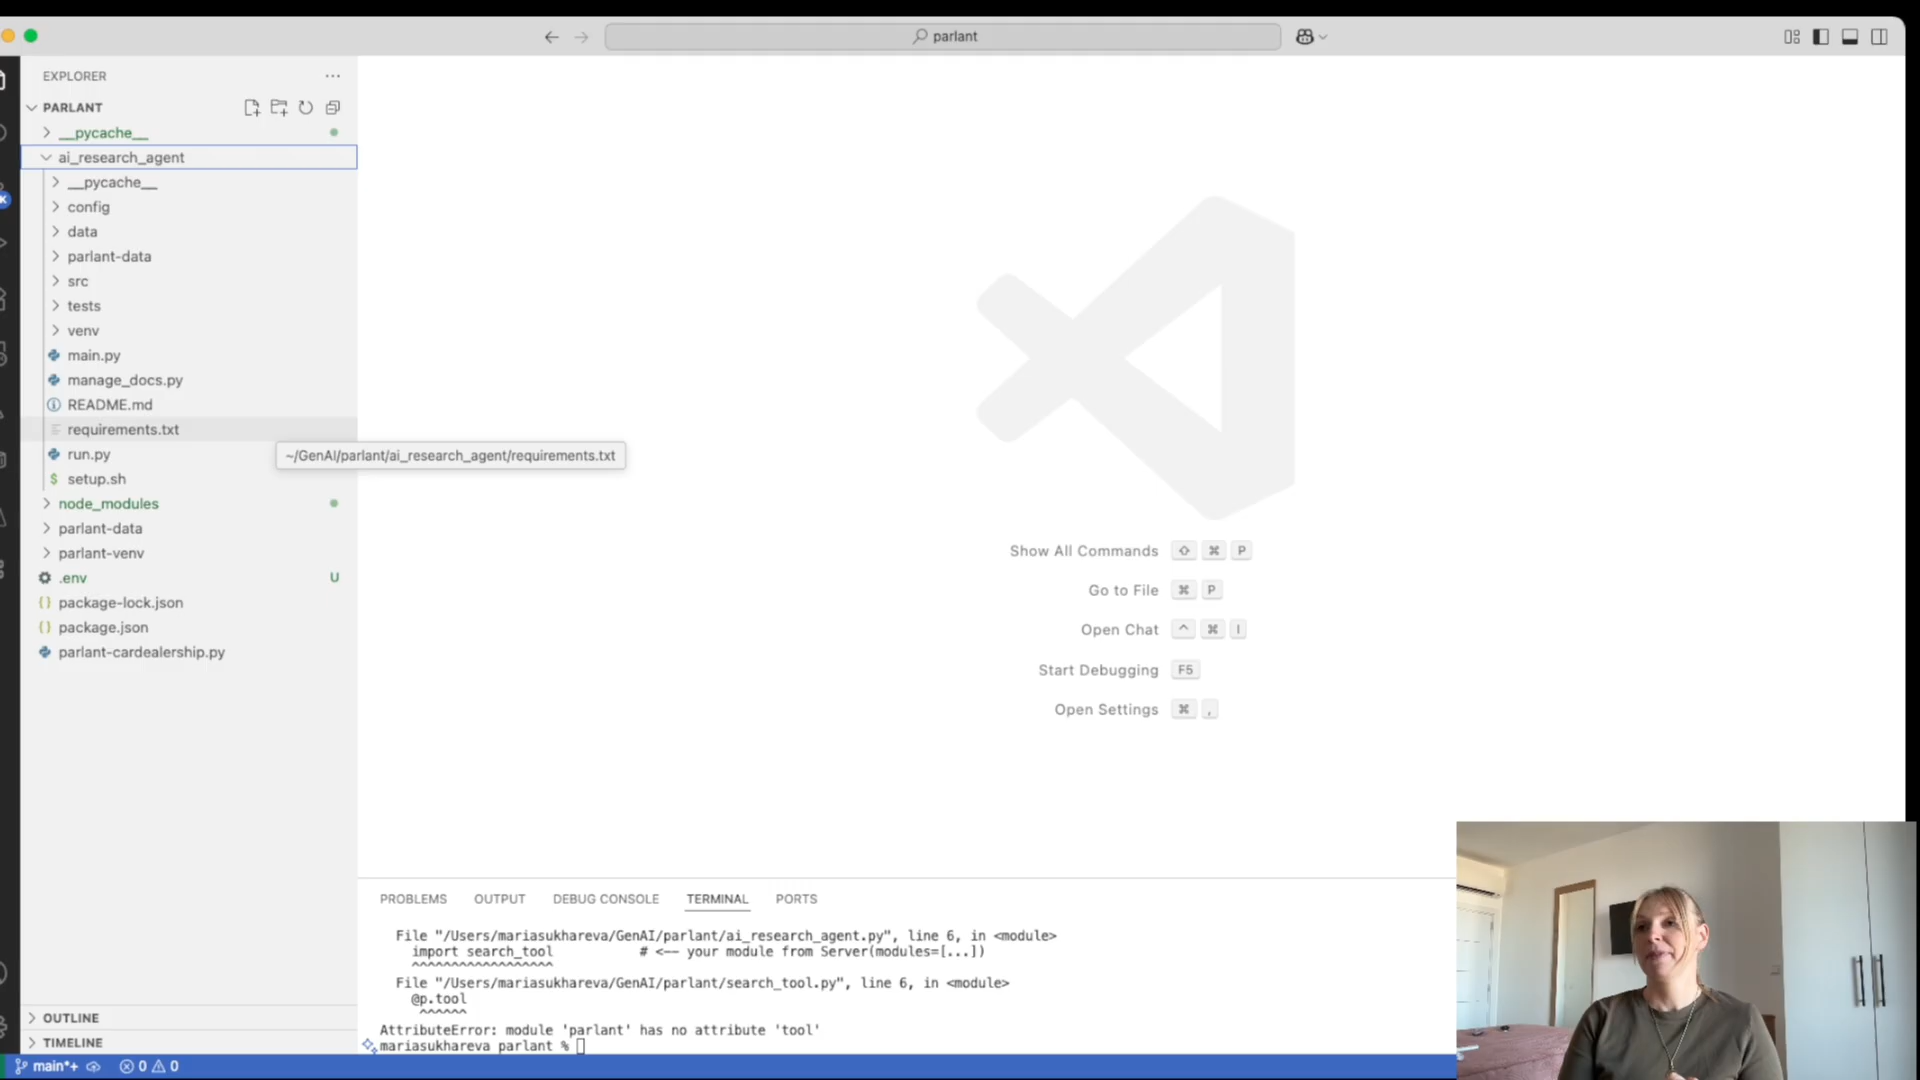 parlant
EXPLORER
PARLANT
__pycache__
ai_research_agent
__pycache__
config
data
parlant-data
src
tests
venv
main.py
manage_docs.py
README.md
requirements.txt
~/GenAI/parlant/ai_research_agent/requirements.txt
run.py
$ setup.sh
node_modules
parlant-data
parlant-venv
.env U
{} package-lock.json
{} package.json
parlant-cardealership.py
OUTLINE
TIMELINE
Show All Commands ⇧ ⌘ P
Go to File ⌘ P
Open Chat ^ ⌘ I
Start Debugging F5
Open Settings ⌘ ,
PROBLEMS OUTPUT DEBUG CONSOLE TERMINAL PORTS
File "/Users/mariasukhareva/GenAI/parlant/ai_research_agent.py", line 6, in <module>
import search_tool # <-- your module from Server(modules=[...])
^^^^^^^^^^^^^^^^^^
File "/Users/mariasukhareva/GenAI/parlant/search_tool.py", line 6, in <module>
@p.tool
^^^^^^
AttributeError: module 'parlant' has no attribute 'tool'
mariasukhareva parlant %
main*+ 0 0